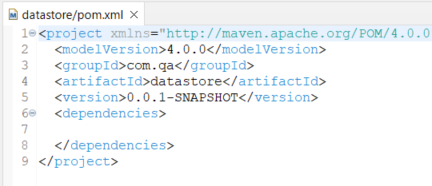 datastore/pom.xml
1 <project xmlns="http://maven.apache.org/POM/4.0.0
2 <modelVersion>4.0.0</modelVersion>
3 <groupId>com.qa</groupId>
4 <artifactId>datastore</artifactId>
5 <version>0.0.1-SNAPSHOT</version>
6 <dependencies>
7
8 </dependencies>
9 </project>